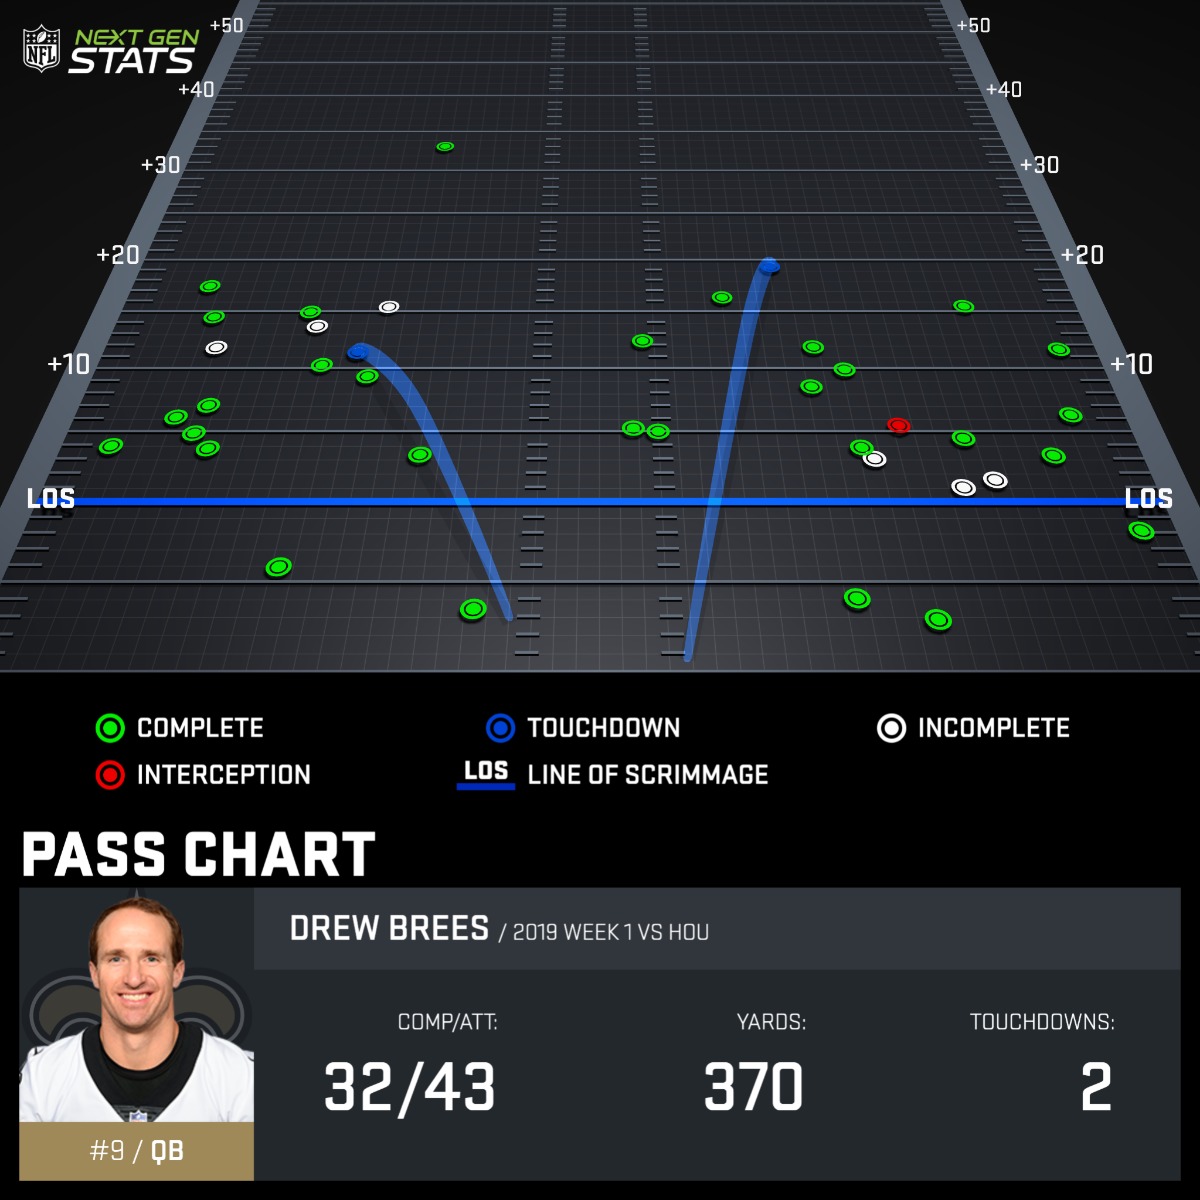 +50 +50
NFL NEXT GEN
STATS
+40 +40
+30 +30
+20 +20
+10 +10
LOS LOS
COMPLETE TOUCHDOWN INCOMPLETE
INTERCEPTION LOS LINE OF SCRIMMAGE
PASS CHART
DREW BREES / 2019 WEEK 1 VS HOU
COMP/ATT: YARDS: TOUCHDOWNS:
32/43 370 2
#9 / QB